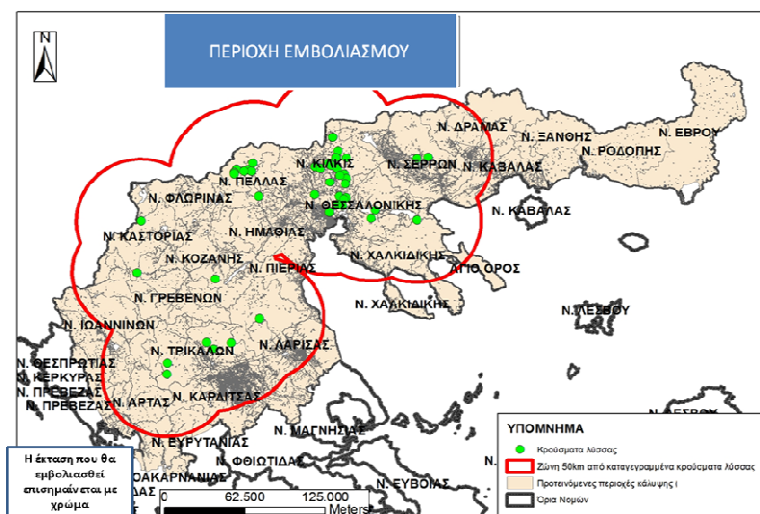 ΠΕΡΙΟΧΗ ΕΜΒΟΛΙΑΣΜΟΥ
N
Ν. ΔΡΑΜΑΣ
Ν. ΞΑΝΘΗΣ
Ν. ΕΒΡΟΥ
Ν. ΡΟΔΟΠΗΣ
Ν. ΚΙΛΚΙΣ
Ν. ΣΕΡΡΩΝ
Ν. ΚΑΒΑΛΑΣ
Ν. ΠΕΛΛΑΣ
Ν. ΦΛΩΡΙΝΑΣ
Ν. ΘΕΣΣΑΛΟΝΙΚΗΣ
Ν. ΚΑΒΑΛΑΣ
Ν. ΚΑΣΤΟΡΙΑΣ
Ν. ΗΜΑΘΙΑΣ
Ν. ΚΟΖΑΝΗΣ
Ν. ΧΑΛΚΙΔΙΚΗΣ
Ν. ΠΙΕΡΙΑΣ
ΑΓΙΟ ΟΡΟΣ
Ν. ΓΡΕΒΕΝΩΝ
Ν. ΧΑΛΚΙΔΙΚΗΣ
Ν. ΛΕΣΒΟΥ
Ν. ΙΩΑΝΝΙΝΩΝ
Ν. ΤΡΙΚΑΛΩΝ
Ν. ΛΑΡΙΣΑΣ
Ν. ΘΕΣΠΡΩΤΙΑΣ
Ν. ΚΕΡΚΥΡΑΣ
Ν. ΠΡΕΒΕΖΑΣ
Ν. ΠΡΕΒΕΖΑΣ
Ν. ΑΡΤΑΣ
Ν. ΚΑΡΔΙΤΣΑΣ
Ν. ΜΑΓΝΗΣΙΑΣ
Ν. ΕΥΡΥΤΑΝΙΑΣ
Ν. ΦΘΙΩΤΙΔΑΣ
Ν. ΕΥΒΟΙΑΣ
Ν.
ΟΑΚΑΡΝΑΝΙΑΣ
ΔΑΣ
Η έκταση που θα
εμβολιασθεί
επισημαίνεται με
χρώμα
0 62.500 125.000
Meters
ΥΠΟΜΝΗΜΑ
Κρούσματα λύσσας
Ζώνη 50km από καταγεγραμμένα κρούσματα λύσσας
Προτεινόμενες περιοχές κάλυψης (
Όρια Νομών